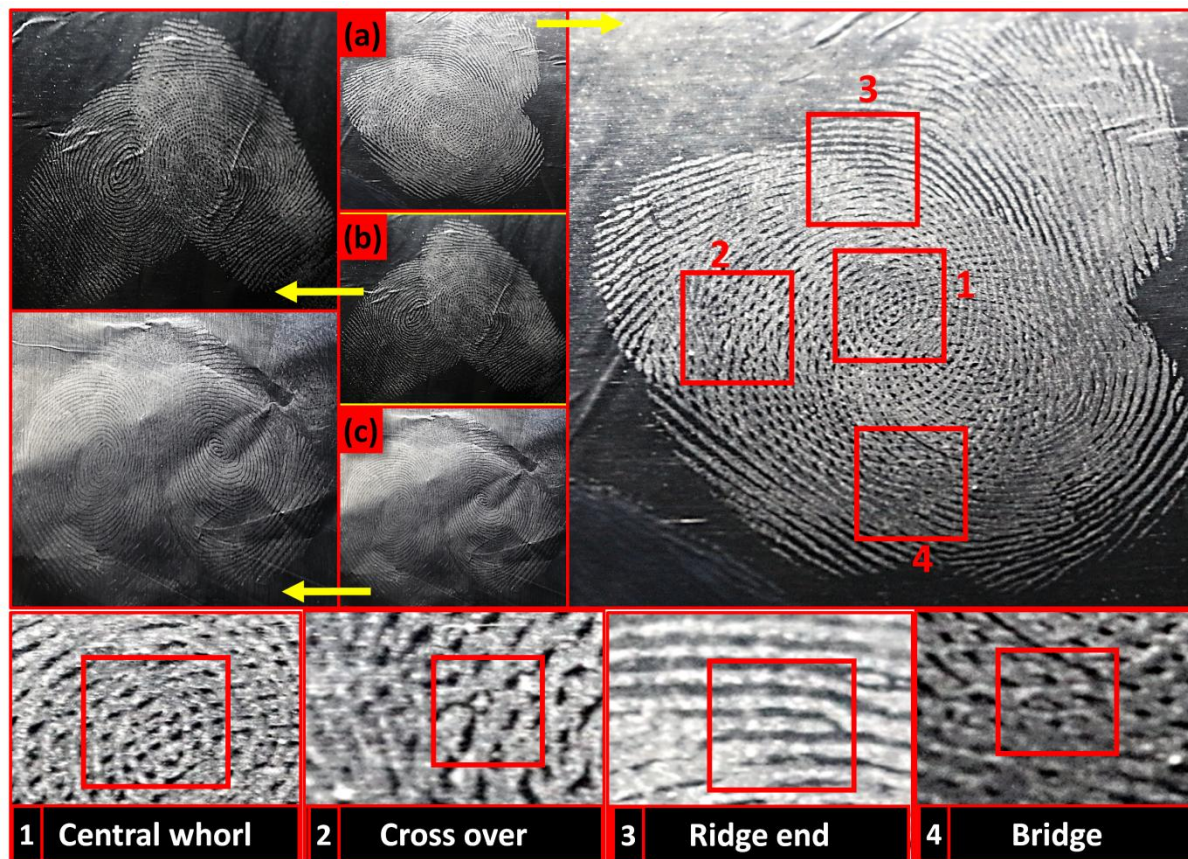 (a)
3
(b)
2
1
(c)
4
1 Central whorl
2 Cross over
3 Ridge end
4 Bridge